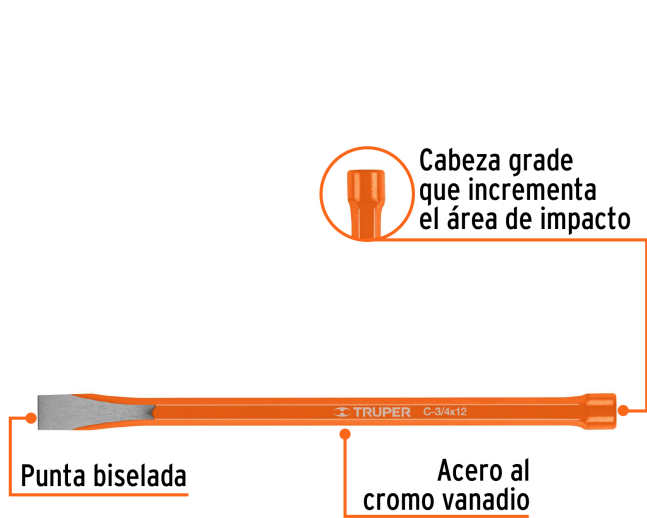 Cabeza grade
que incrementa
el área de impacto
TRUPER C-3/4x12
Punta biselada
Acero al
cromo vanadio